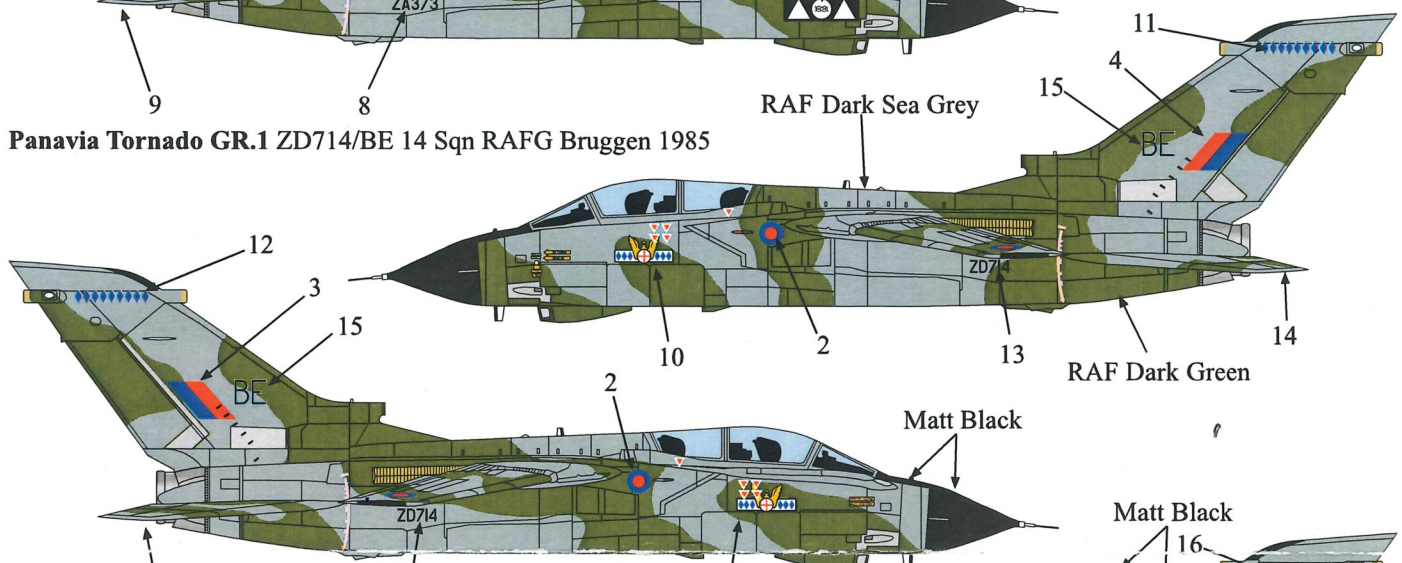 ZA373
9
8
11
4
15
RAF Dark Sea Grey
Panavia Tornado GR.1 ZD714/BE 14 Sqn RAFG Bruggen 1985
BE
ZD714
12
3
15
10
2
13
14
RAF Dark Green
BE
2
Matt Black
ZD714
Matt Black
16